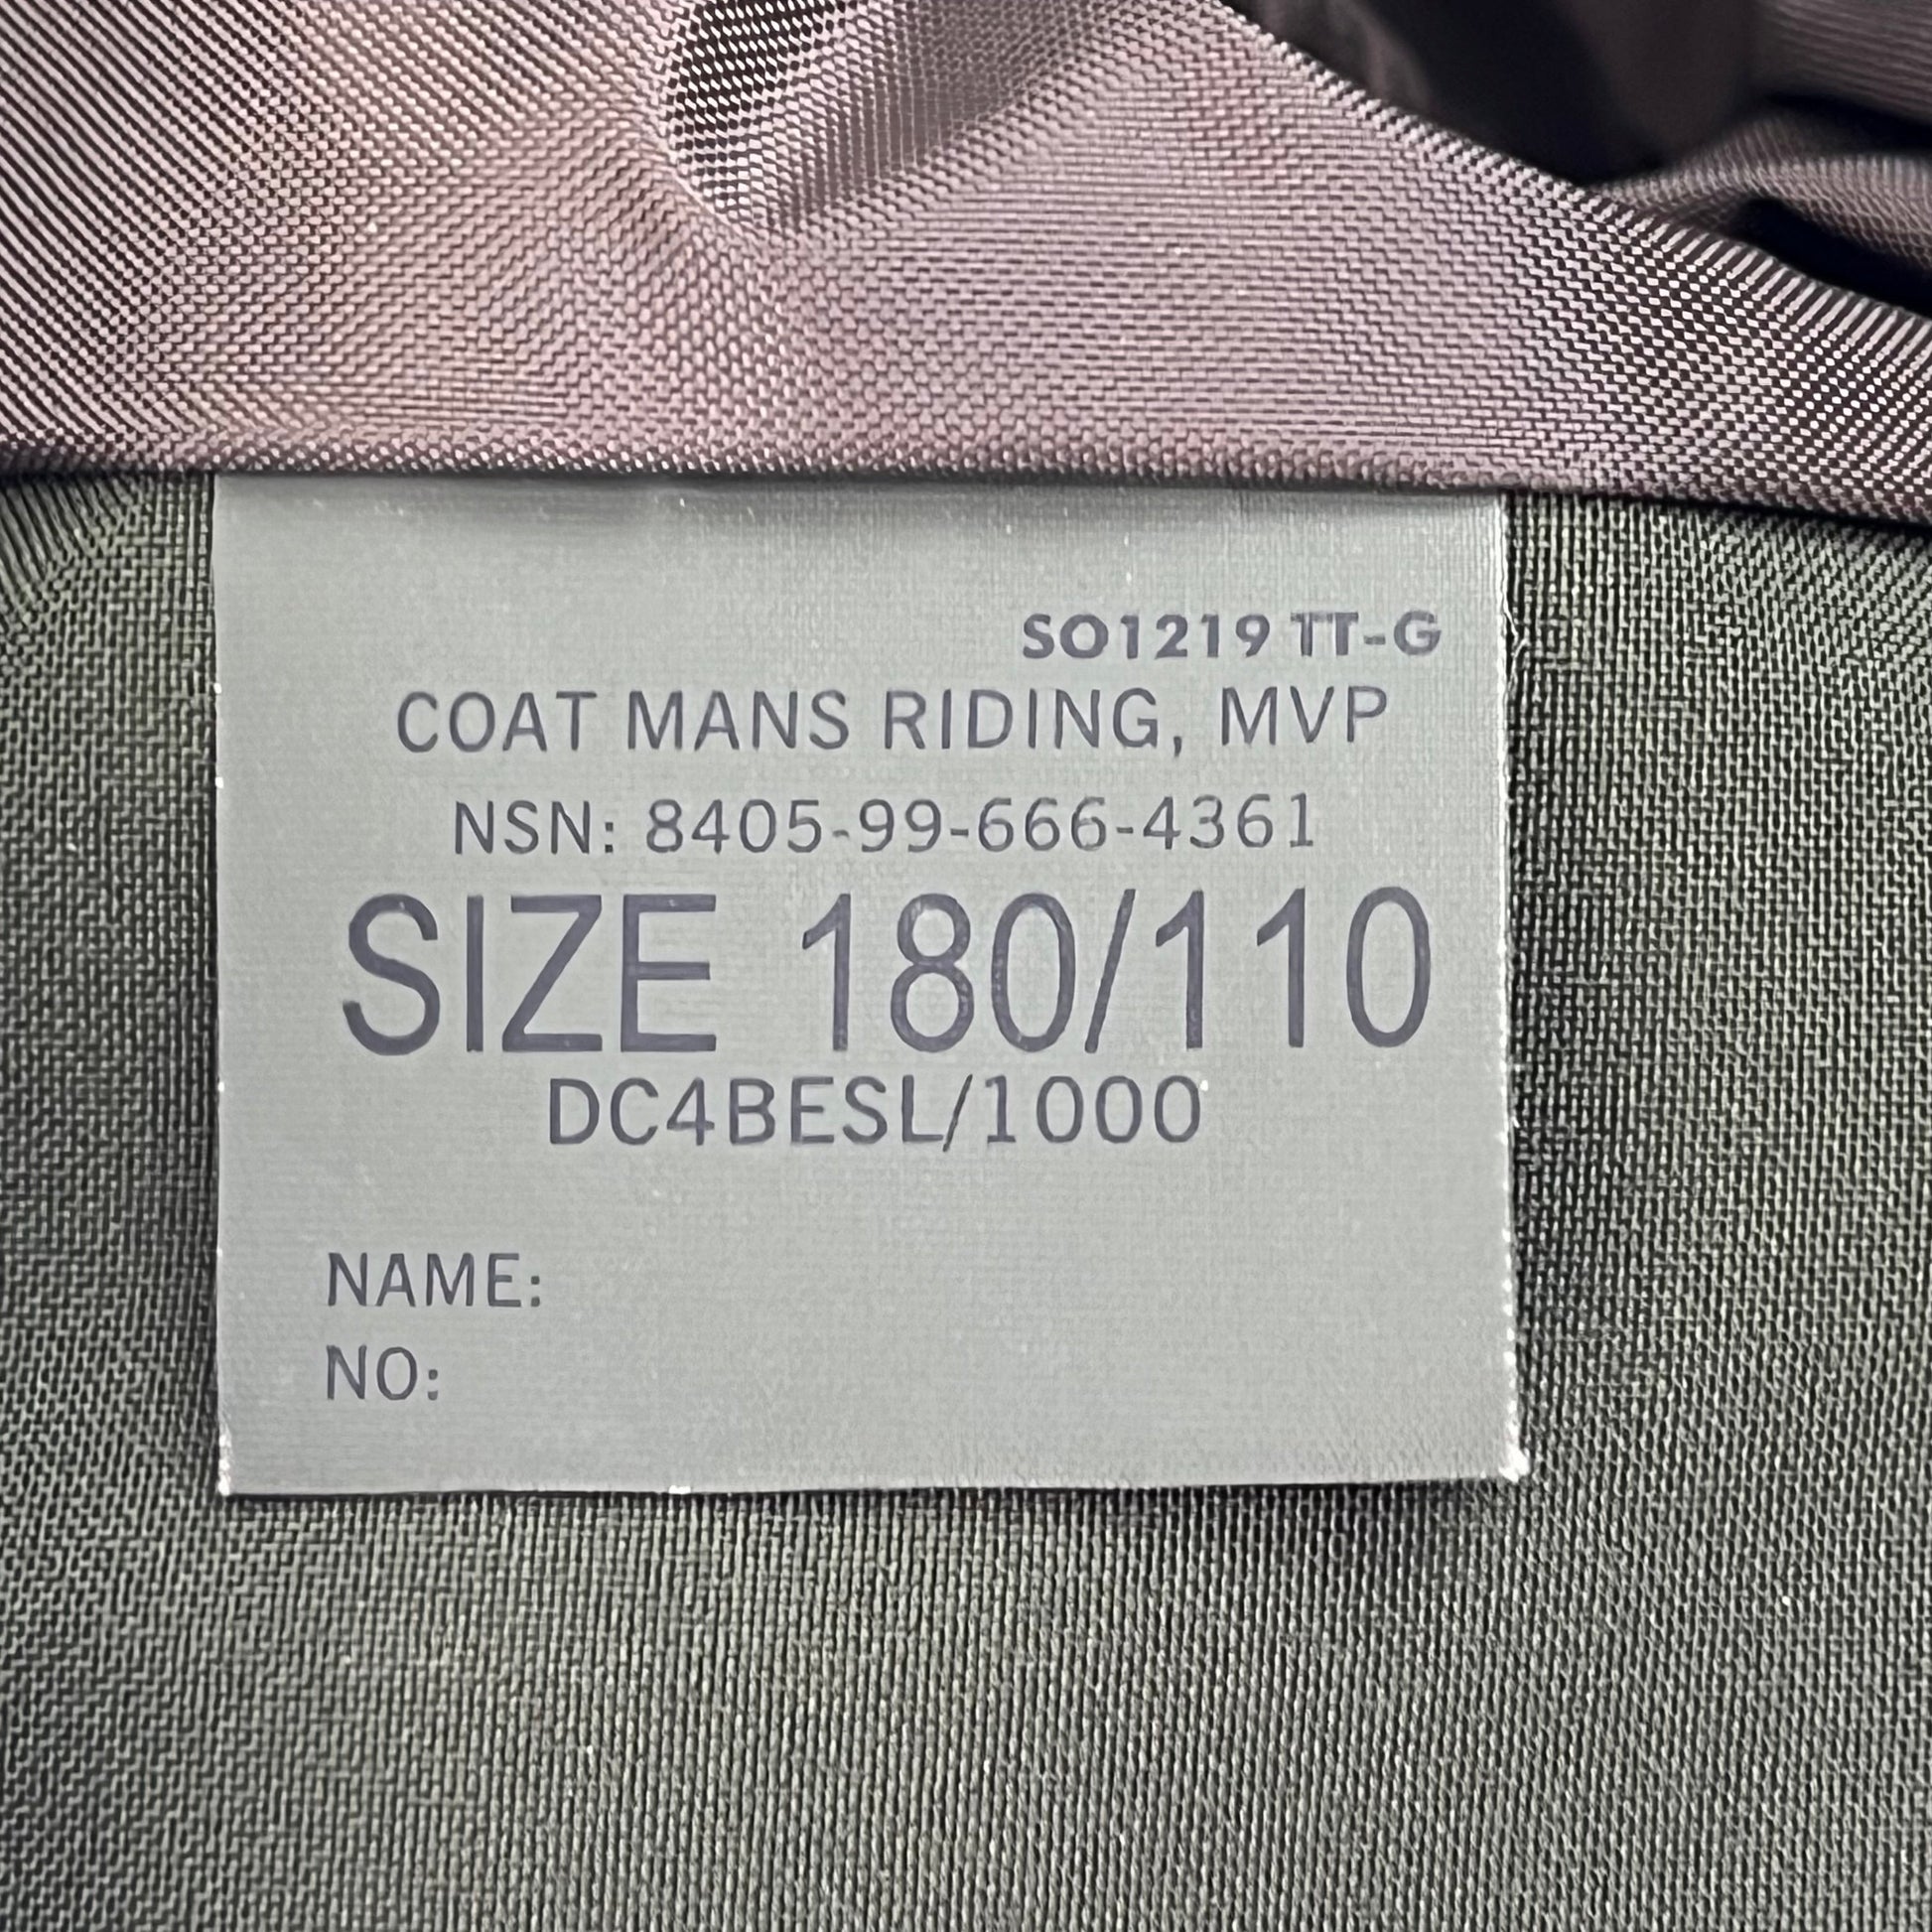 SO1219 TT-G
COAT MANS RIDING, MVP
NSN: 8405-99-666-4361
SIZE 180/110
DC4BESL/1000
NAME:
NO: